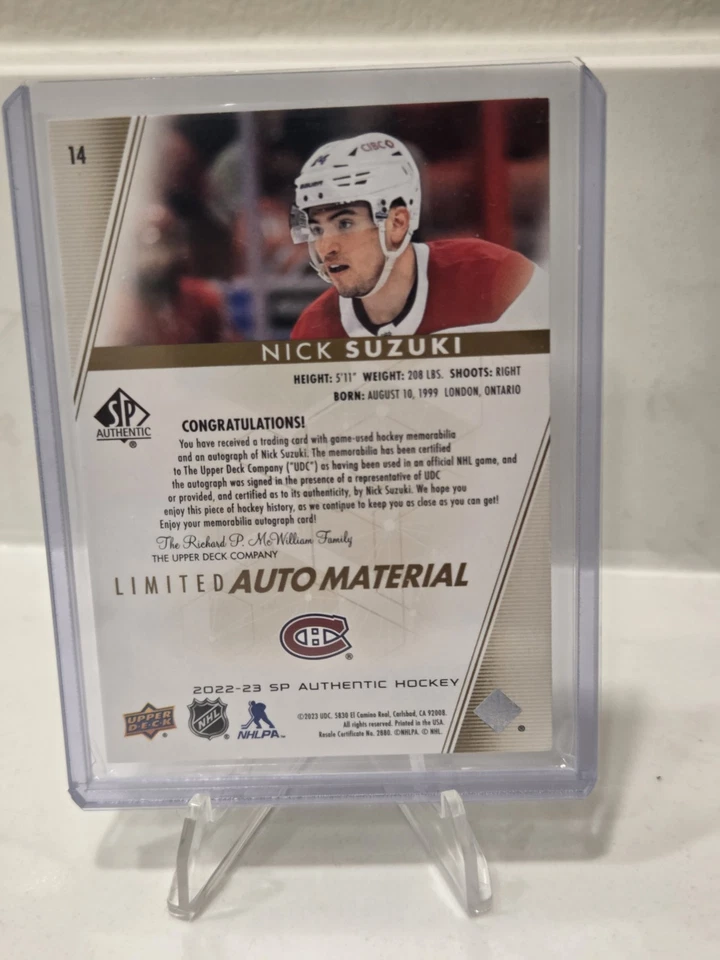 14
CISCO
BAUER
NICK SUZUKI
HEIGHT: 5'11" WEIGHT: 208 LBS. SHOOTS: RIGHT
BORN: AUGUST 10, 1999 LONDON, ONTARIO
SP
AUTHENTIC
®
CONGRATULATIONS!
You have received a trading card with game-used hockey memorabilia
and an autograph of Nick Suzuki. The memorabilia has been certified
to The Upper Deck Company ("UDC") as having been used in an official NHL game, and
the autograph was signed in the presence of a representative of UDC
or provided, and certified as to its authenticity, by Nick Suzuki. We hope you
enjoy this piece of hockey history, as we continue to keep you as close as you can get!
Enjoy your memorabilia autograph card!
The Richard P. McWilliam Family
THE UPPER DECK COMPANY
LIMITED AUTO MATERIAL
CH
®
2022-23 SP AUTHENTIC HOCKEY
UPPER DECK ®
NHL ®
NHLPA™
©2023 UDC. 5830 El Camino Real, Carlsbad, CA 92008.
All rights reserved. Printed in the USA.
Resale Certificate No. 2880. ©NHLPA. © NHL.
®